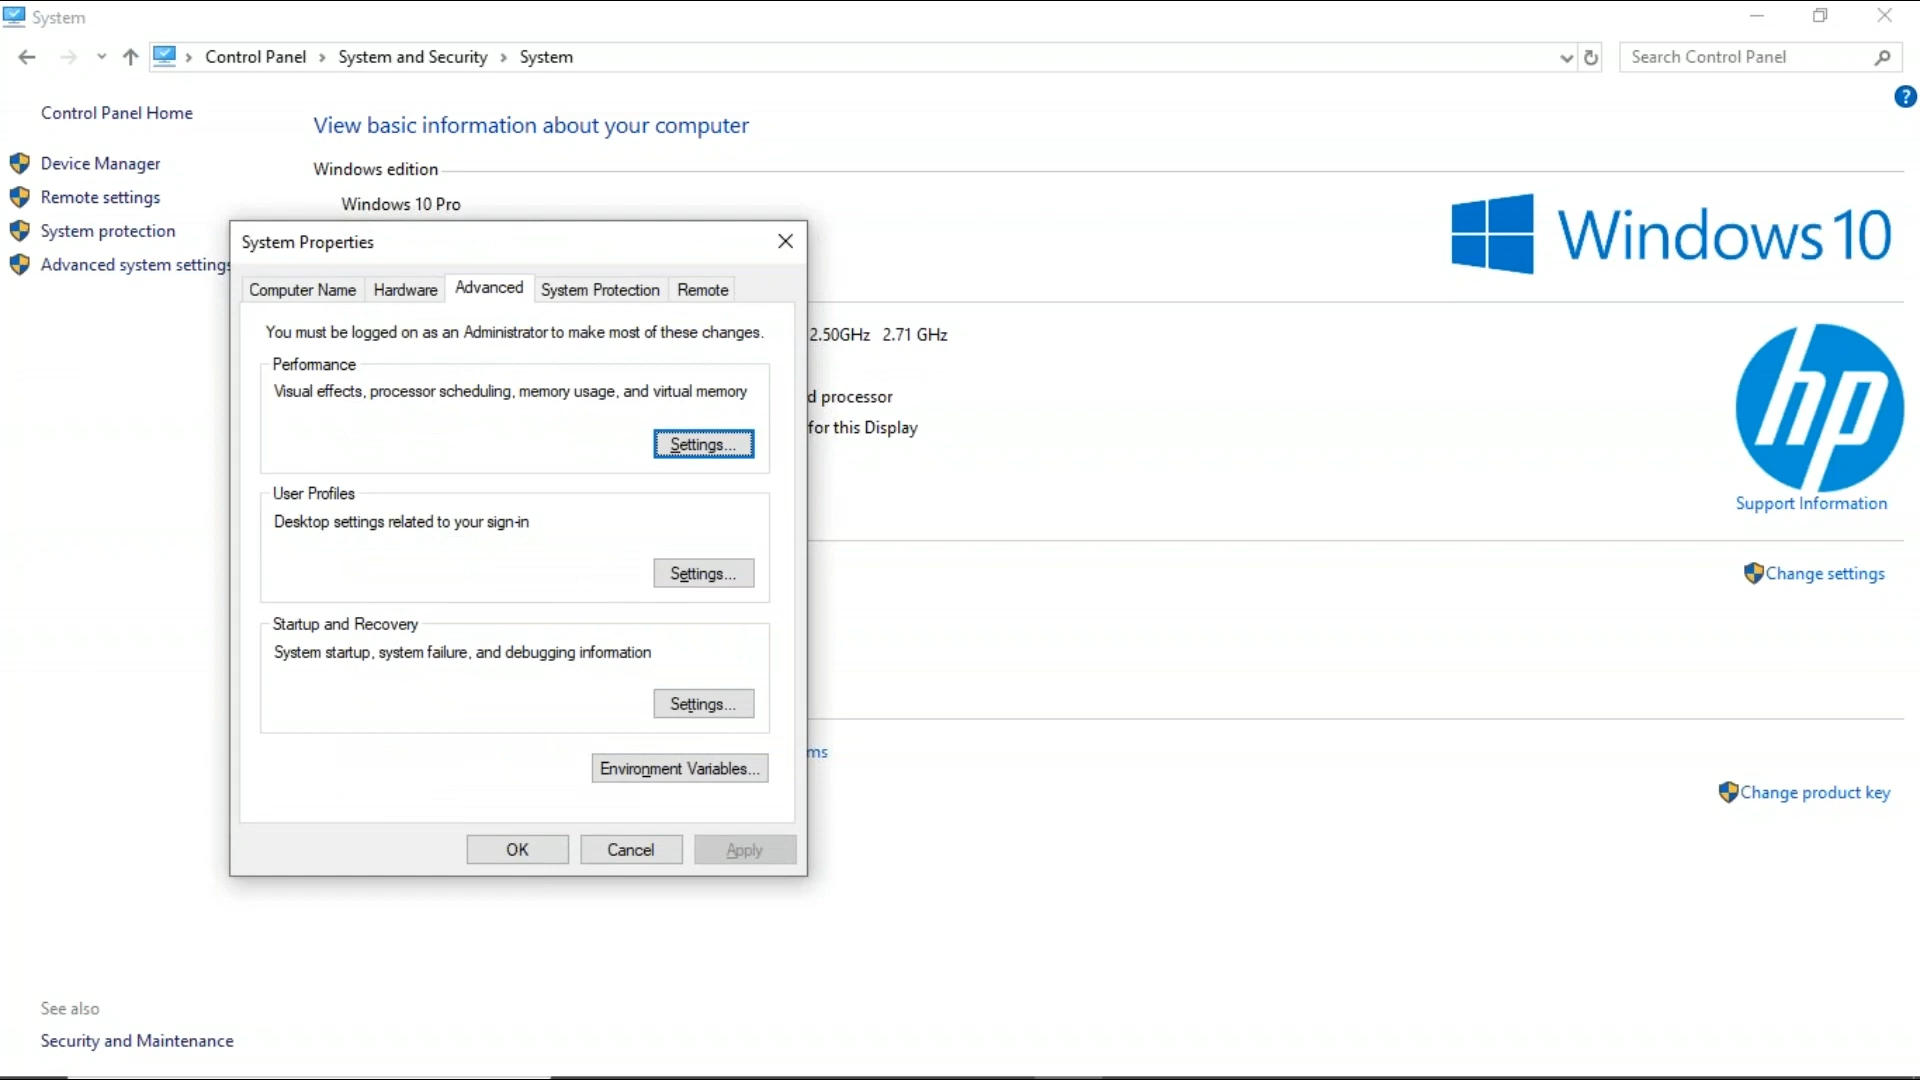 System
Control Panel
System and Security
System
Search Control Panel
Control Panel Home
Device Manager
Remote settings
System protection
Advanced system settings
View basic information about your computer
Windows edition
Windows 10 Pro
Windows 10
System Properties
Computer Name
Hardware
Advanced
System Protection
Remote
You must be logged on as an Administrator to make most of these changes.
Performance
Visual effects, processor scheduling, memory usage, and virtual memory
Settings...
User Profiles
Desktop settings related to your sign-in
Settings...
Startup and Recovery
System startup, system failure, and debugging information
Settings...
Environment Variables...
OK
Cancel
Apply
2.50GHz 2.71 GHz
d processor
for this Display
hp
Support Information
Change settings
ms
Change product key
See also
Security and Maintenance